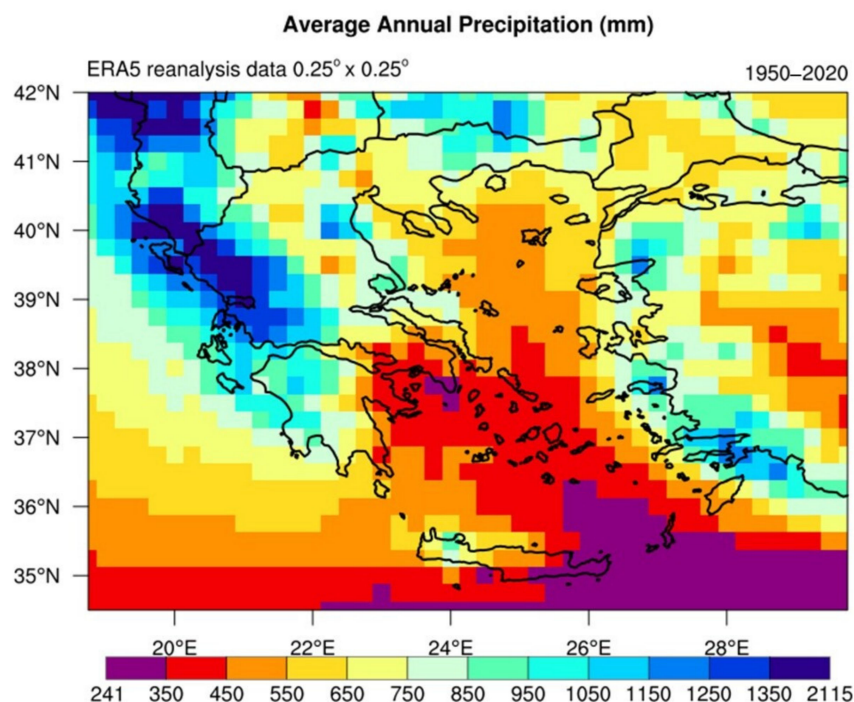 Average Annual Precipitation (mm)
ERA5 reanalysis data 0.25° x 0.25°
1950–2020
42°N
41°N
40°N
39°N
38°N
37°N
36°N
35°N
20°E 22°E 24°E 26°E 28°E
241 350 450 550 650 750 850 950 1050 1150 1250 1350 2115